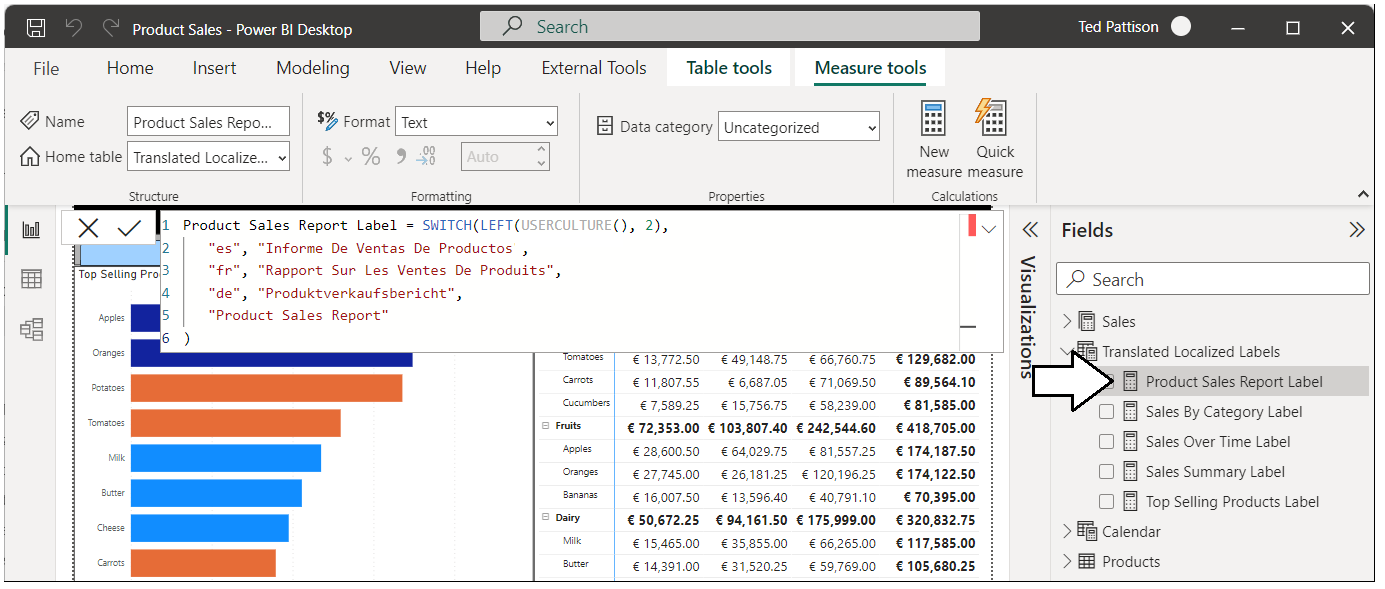 Product Sales - Power BI Desktop
Search
Ted Pattison
File Home Insert Modeling View Help External Tools Table tools Measure tools
Name Product Sales Repo...
Home table Translated Localize...
Structure
$% Format Text
$ % 9 .00 →.0 Auto
Formatting
Data category Uncategorized
Properties
New measure
Quick measure
Calculations
1 Product Sales Report Label = SWITCH(LEFT(USERCULTURE(), 2),
2 "es", "Informe De Ventas De Productos ,
3 "fr", "Rapport Sur Les Ventes De Produits",
4 "de", "Produktverkaufsbericht",
5 "Product Sales Report"
6 )
Top Selling Pro
Apples
Oranges
Potatoes
Tomatoes
Milk
Butter
Cheese
Carrots
Tomatoes € 13,772.50 € 49,148.75 € 66,760.75 € 129,682.00
Carrots € 11,807.55 € 6,687.05 € 71,069.50 € 89,564.10
Cucumbers € 7,589.25 € 15,756.75 € 58,239.00 € 81,585.00
Fruits € 72,353.00 € 103,807.40 € 242,544.60 € 418,705.00
Apples € 28,600.50 € 64,029.75 € 81,557.25 € 174,187.50
Oranges € 27,745.00 € 26,181.25 € 120,196.25 € 174,122.50
Bananas € 16,007.50 € 13,596.40 € 40,791.10 € 70,395.00
Dairy € 50,672.25 € 94,161.50 € 175,999.00 € 320,832.75
Milk € 15,465.00 € 35,855.00 € 66,265.00 € 117,585.00
Butter € 14,391.00 € 31,520.25 € 59,769.00 € 105,680.25
Visualizations
Fields
Search
Sales
Translated Localized Labels
Product Sales Report Label
Sales By Category Label
Sales Over Time Label
Sales Summary Label
Top Selling Products Label
Calendar
Products